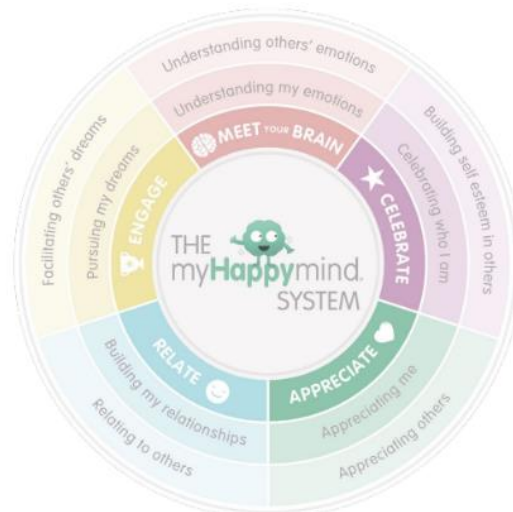 Understanding others' emotions
Understanding my emotions
MEET YOUR BRAIN
Building self esteem in others
Celebrating who I am
CELEBRATE
Appreciating others
Appreciating me
APPRECIATE
Relating to others
Building my relationships
RELATE
Facilitating others' dreams
Pursuing my dreams
ENGAGE
THE
myHappymind.
SYSTEM